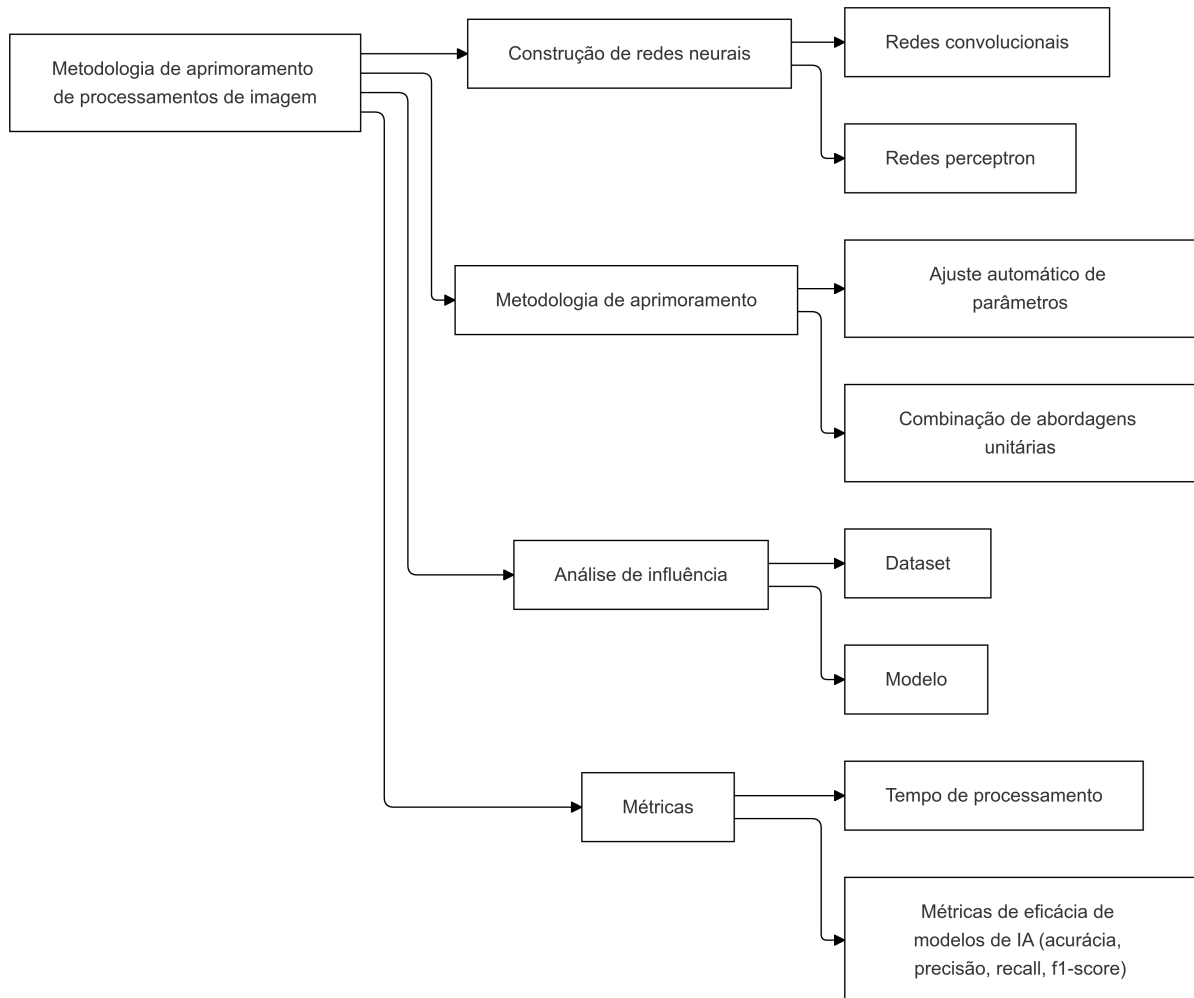 Metodologia de aprimoramento
de processamentos de imagem
Construção de redes neurais
Redes convolucionais
Redes perceptron
Metodologia de aprimoramento
Ajuste automático de
parâmetros
Combinação de abordagens
unitárias
Análise de influência
Dataset
Modelo
Métricas
Tempo de processamento
Métricas de eficácia de
modelos de IA (acurácia,
precisão, recall, f1-score)